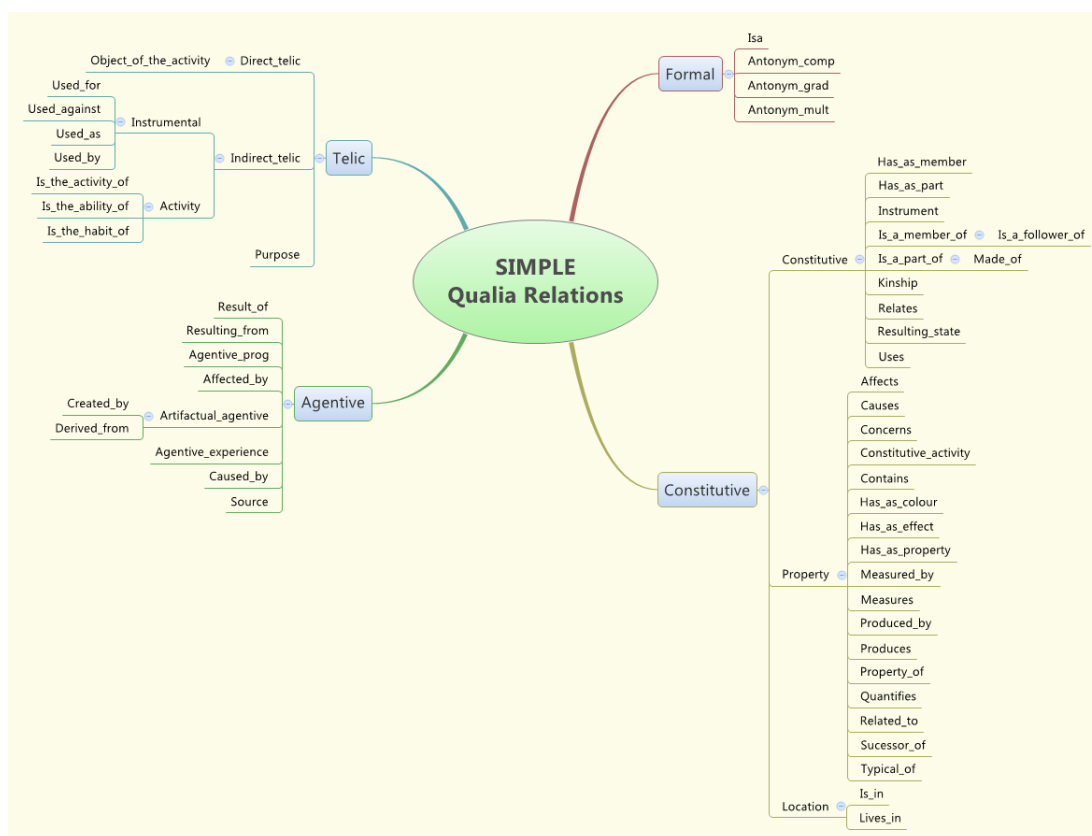 SIMPLE
Qualia Relations
Formal
Isa
Antonym_comp
Antonym_grad
Antonym_mult
Constitutive
Constitutive
Has_as_member
Has_as_part
Instrument
Is_a_member_of
Is_a_follower_of
Is_a_part_of
Made_of
Kinship
Relates
Resulting_state
Uses
Property
Affects
Causes
Concerns
Constitutive_activity
Contains
Has_as_colour
Has_as_effect
Has_as_property
Measured_by
Measures
Produced_by
Produces
Property_of
Quantifies
Related_to
Sucessor_of
Typical_of
Location
Is_in
Lives_in
Telic
Direct_telic
Object_of_the_activity
Indirect_telic
Instrumental
Used_for
Used_against
Used_as
Used_by
Activity
Is_the_activity_of
Is_the_ability_of
Is_the_habit_of
Purpose
Agentive
Result_of
Resulting_from
Agentive_prog
Affected_by
Artifactual_agentive
Created_by
Derived_from
Agentive_experience
Caused_by
Source